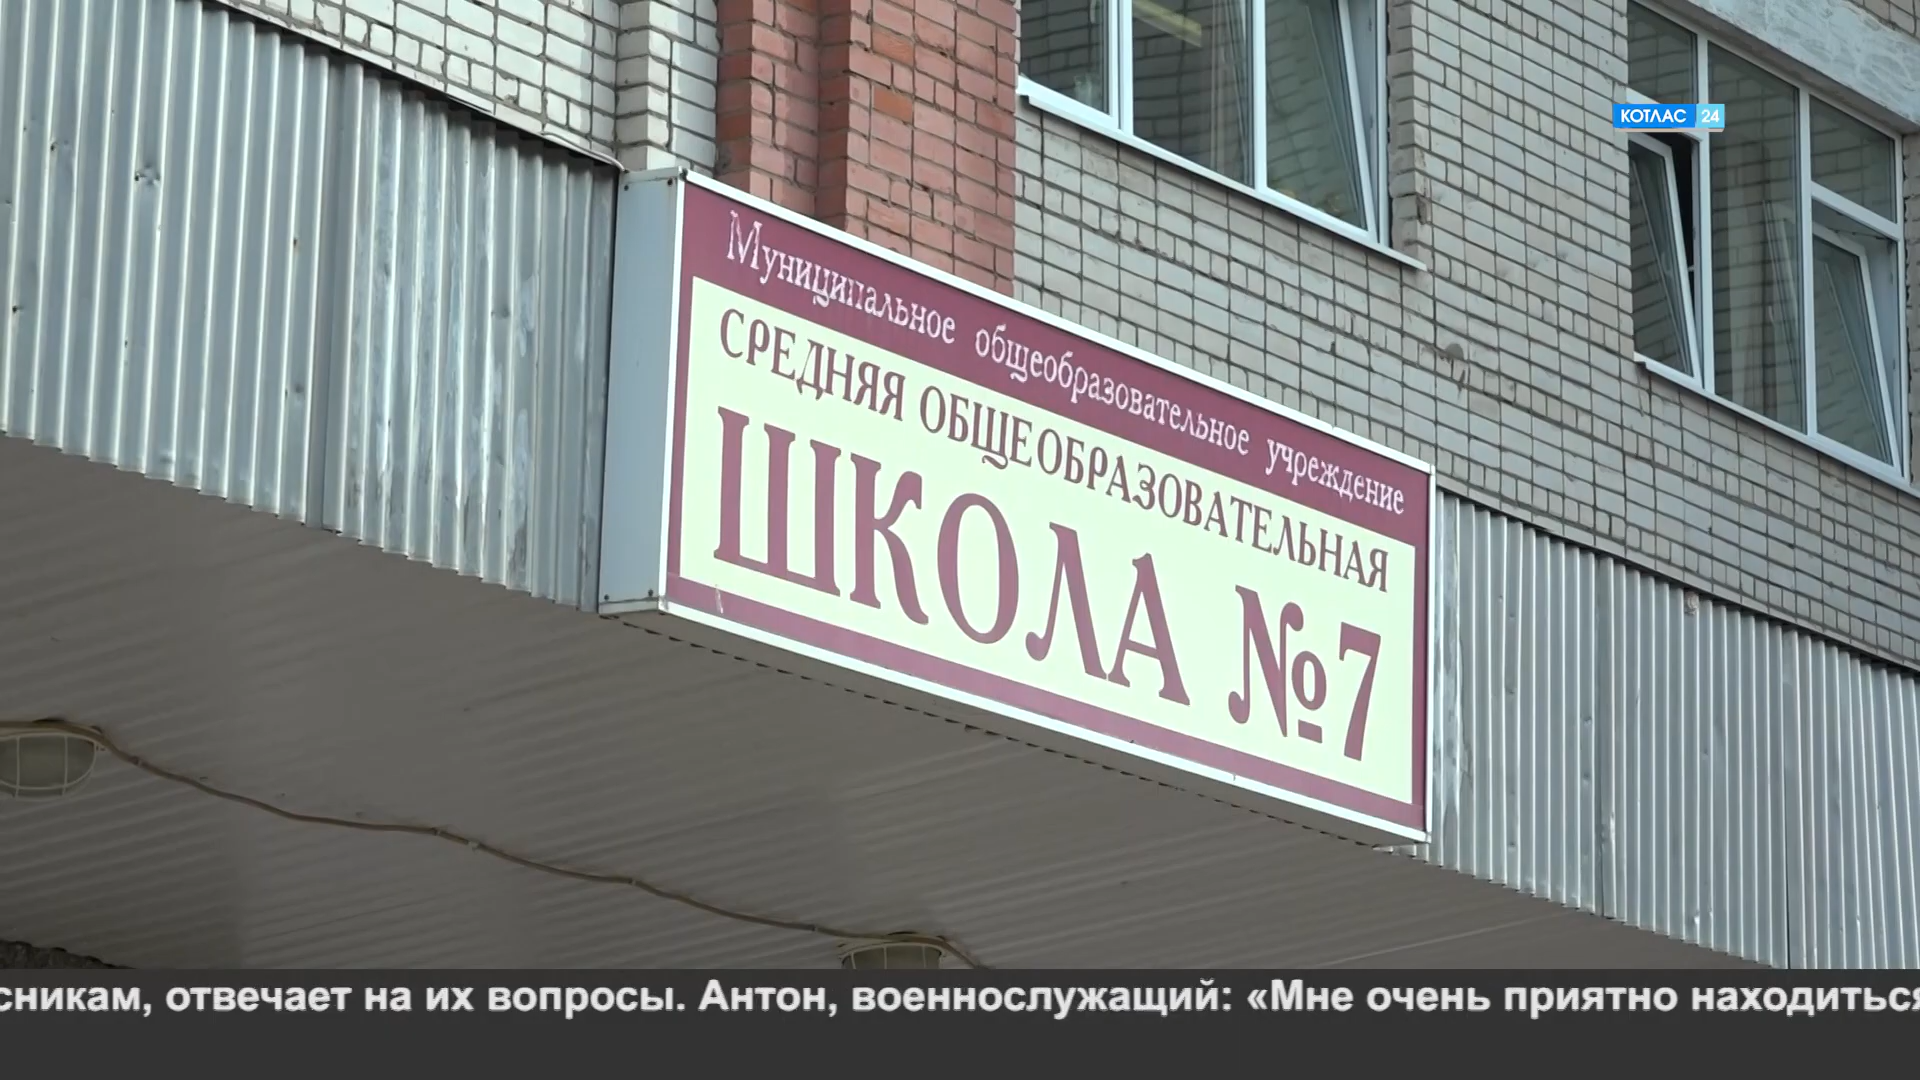 КОТЛАС 24
Муниципальное общеобразовательное учреждение
СРЕДНЯЯ ОБЩЕОБРАЗОВАТЕЛЬНАЯ
ШКОЛА №7
сникам, отвечает на их вопросы. Антон, военнослужащий: «Мне очень приятно находиться